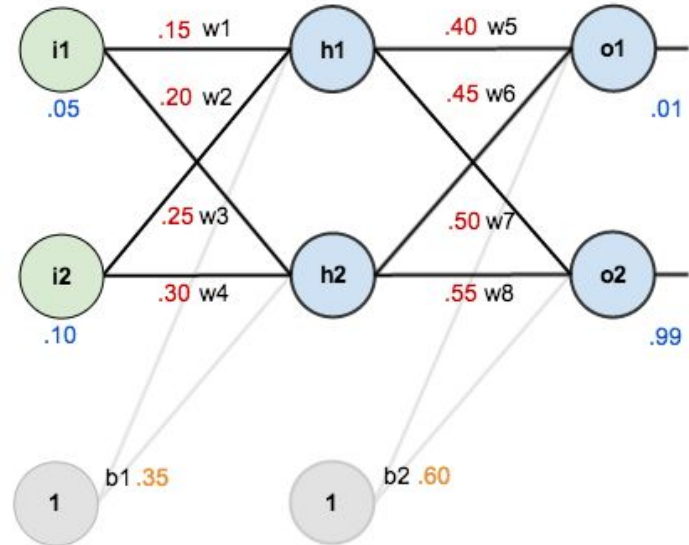 .15 w1
.40 w5
i1
h1
o1
.20 w2
.45 w6
.05
.01
.25 w3
.50 w7
i2
h2
o2
.30 w4
.55 w8
.10
.99
b1 .35
b2 .60
1
1